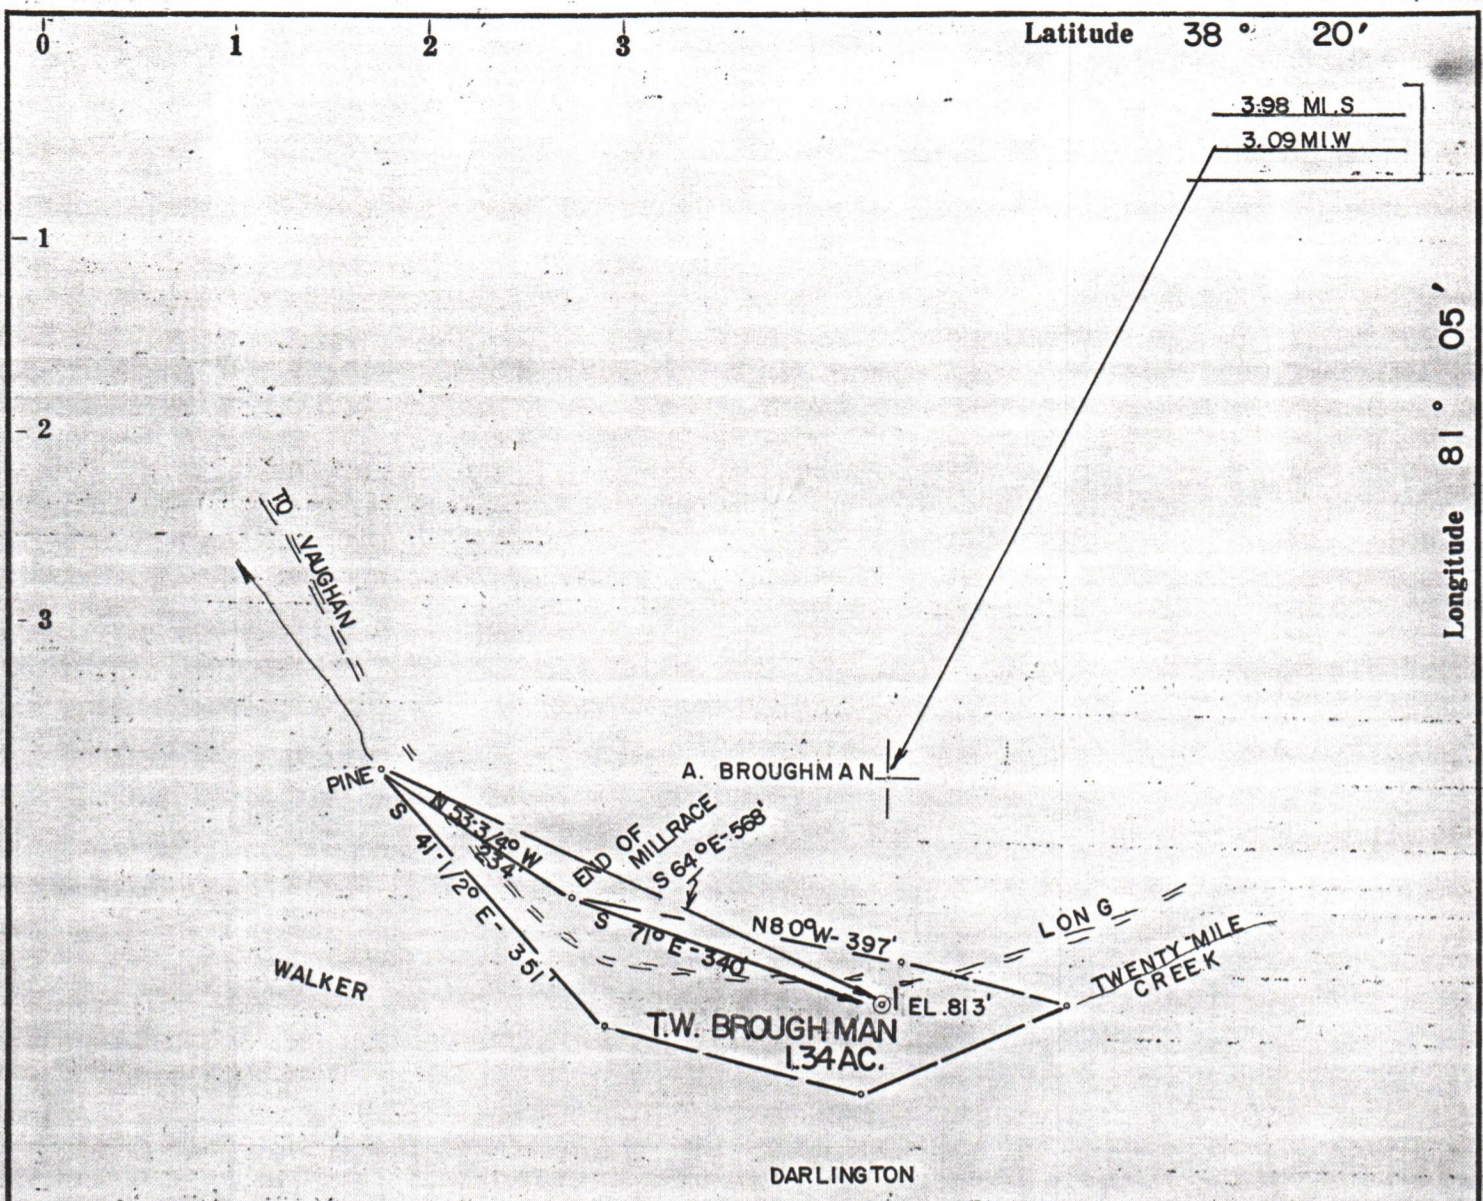 0 1 2 3 Latitude 38° 20'
3.98 MI.S
3.09 MI.W
1
2
3
Longitude 81° 05'
TO VAUGHAN
PINE
A. BROUGHMAN
N 53-3/4° W
234'
S 41-1/2° E - 351'
END OF
MILLRACE
S 64° E - 568'
S 71° E - 340'
N 80° W - 397'
LONG
TWENTY MILE
CREEK
WALKER
1 EL. 813'
T.W. BROUGHMAN
1.34 AC.
DARLINGTON